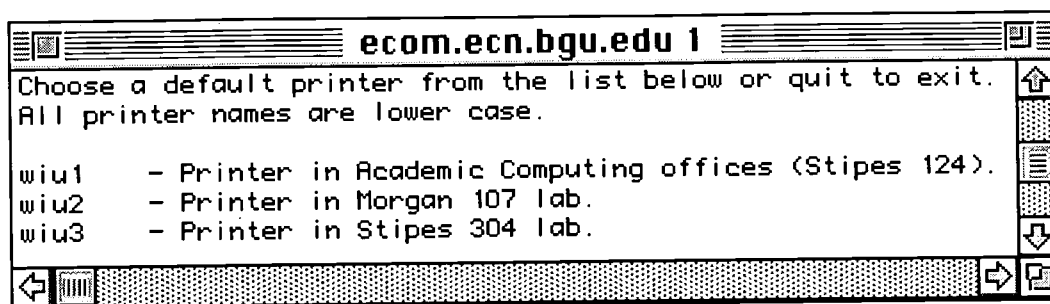 ecom.ecn.bgu.edu 1
Choose a default printer from the list below or quit to exit.
All printer names are lower case.
wiu1 - Printer in Academic Computing offices (Stipes 124).
wiu2 - Printer in Morgan 107 lab.
wiu3 - Printer in Stipes 304 lab.